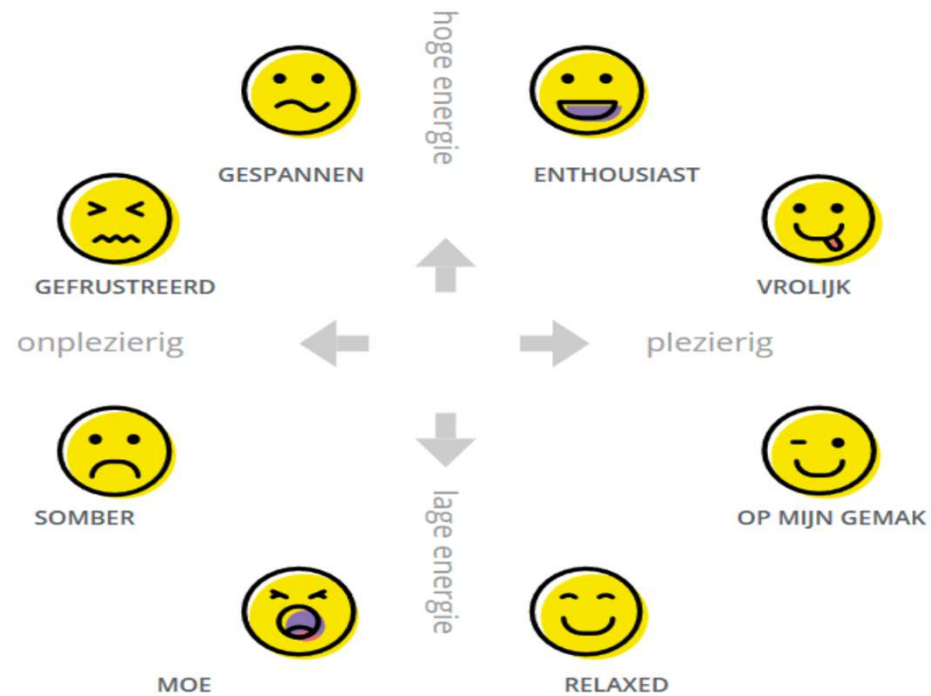 hoge energie
GESPANNEN
ENTHOUSIAST
GEFRUSTREERD
VROLIJK
onplezierig
plezierig
SOMBER
OP MIJN GEMAK
lage energie
MOE
RELAXED